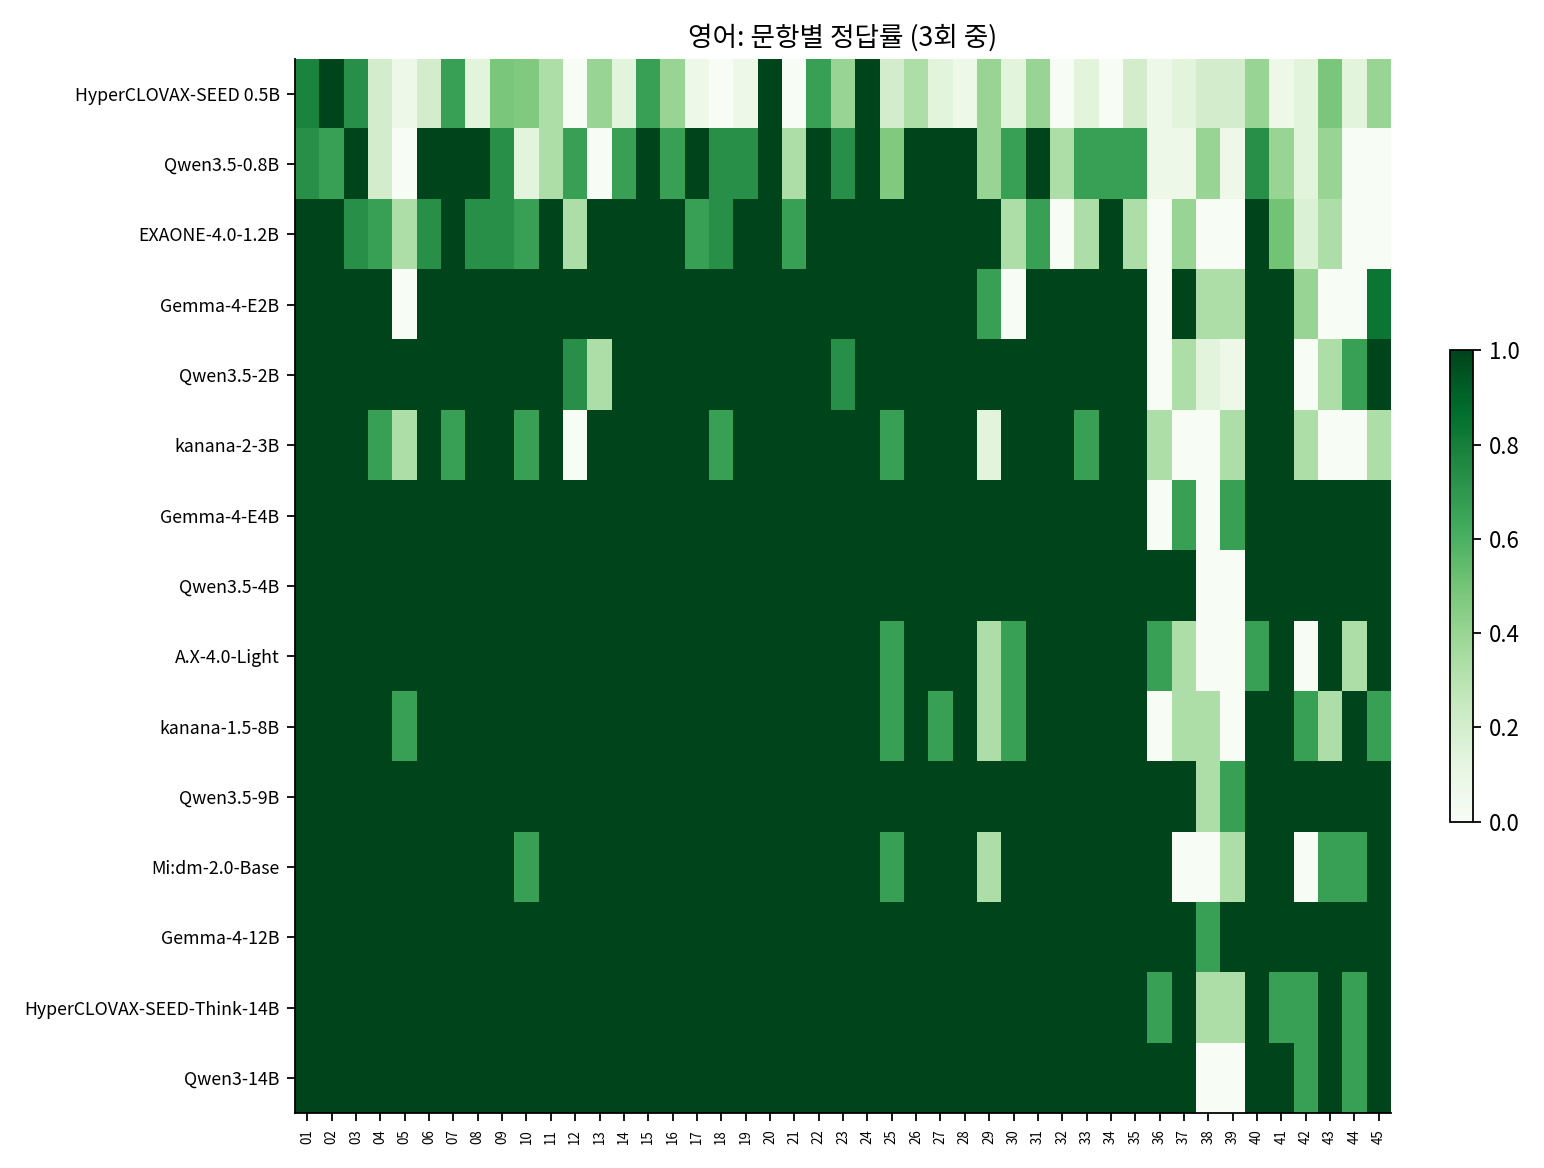 영어: 문항별 정답률 (3회 중)
HyperCLOVAX-SEED 0.5B
Qwen3.5-0.8B
EXAONE-4.0-1.2B
Gemma-4-E2B
Qwen3.5-2B
kanana-2-3B
Gemma-4-E4B
Qwen3.5-4B
A.X-4.0-Light
kanana-1.5-8B
Qwen3.5-9B
Mi:dm-2.0-Base
Gemma-4-12B
HyperCLOVAX-SEED-Think-14B
Qwen3-14B
01 02 03 04 05 06 07 08 09 10 11 12 13 14 15 16 17 18 19 20 21 22 23 24 25 26 27 28 29 30 31 32 33 34 35 36 37 38 39 40 41 42 43 44 45
1.0
0.8
0.6
0.4
0.2
0.0